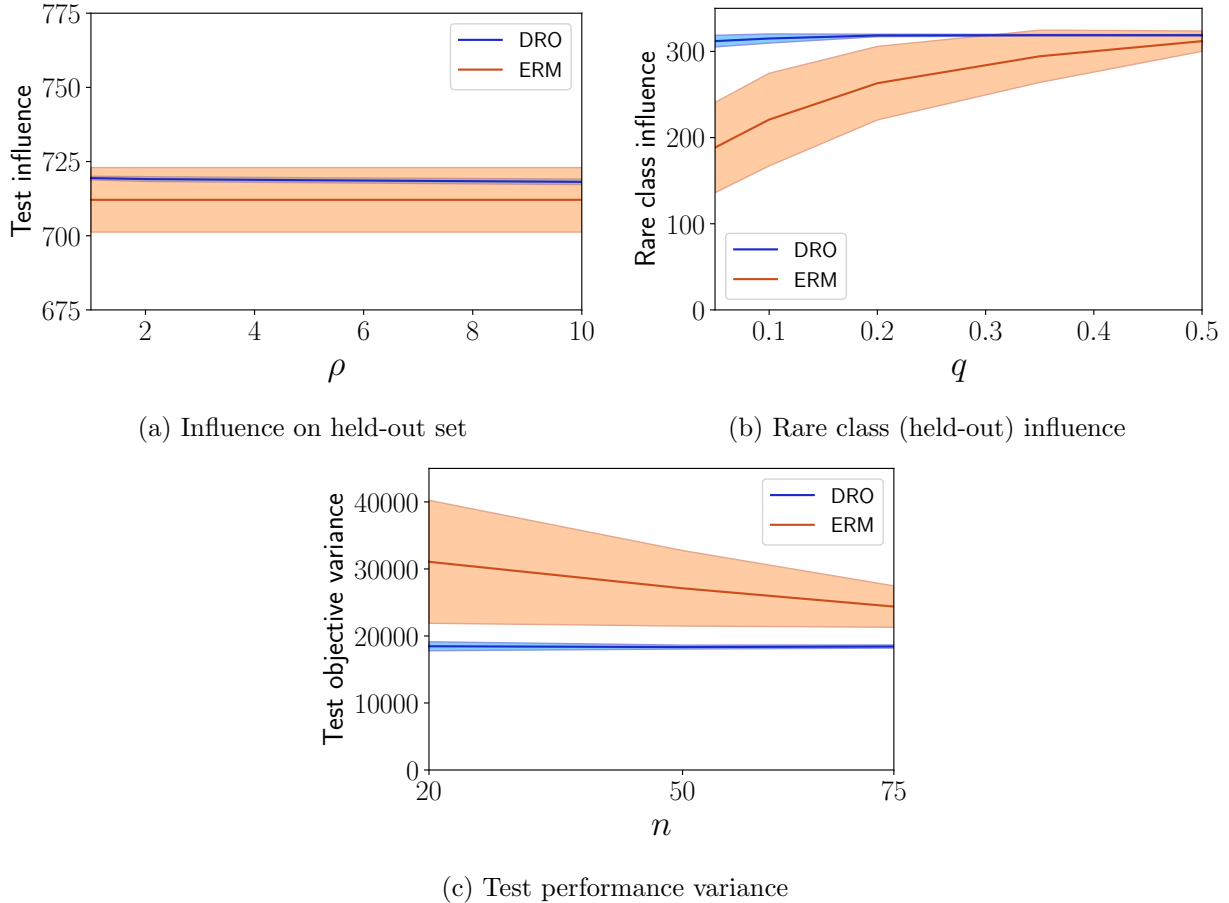 775
750
725
700
675
Test influence
DRO
ERM
2
4
6
8
10
ρ
(a) Influence on held-out set
300
200
100
0
Rare class influence
DRO
ERM
0.1
0.2
0.3
0.4
0.5
q
(b) Rare class (held-out) influence
40000
30000
20000
10000
0
Test objective variance
DRO
ERM
20
50
75
n
(c) Test performance variance